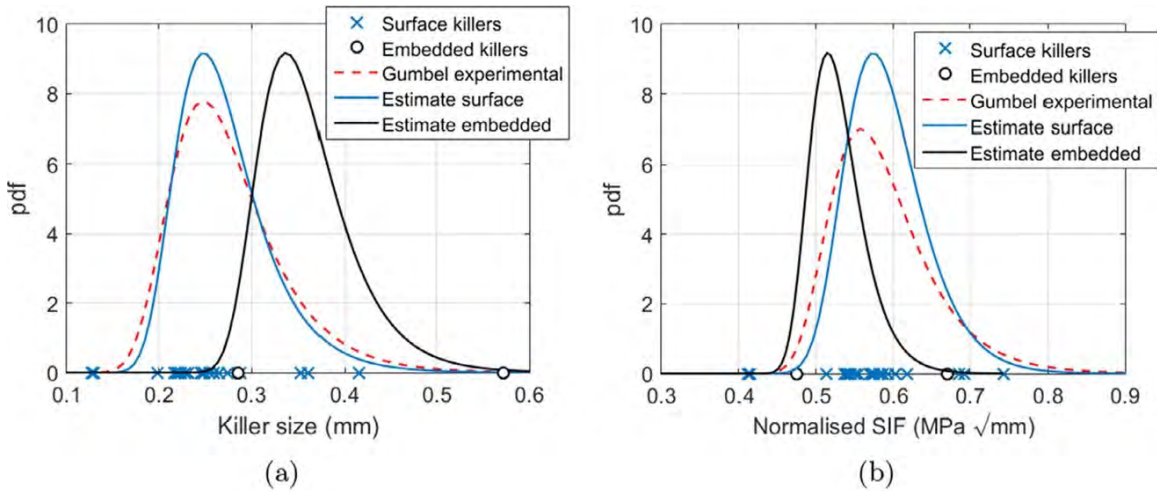 10
8
6
4
2
0
pdf
0.1 0.2 0.3 0.4 0.5 0.6
Killer size (mm)
Surface killers
Embedded killers
Gumbel experimental
Estimate surface
Estimate embedded
(a)
10
8
6
4
2
0
pdf
0.3 0.4 0.5 0.6 0.7 0.8 0.9
Normalised SIF (MPa √mm)
Surface killers
Embedded killers
Gumbel experimental
Estimate surface
Estimate embedded
(b)